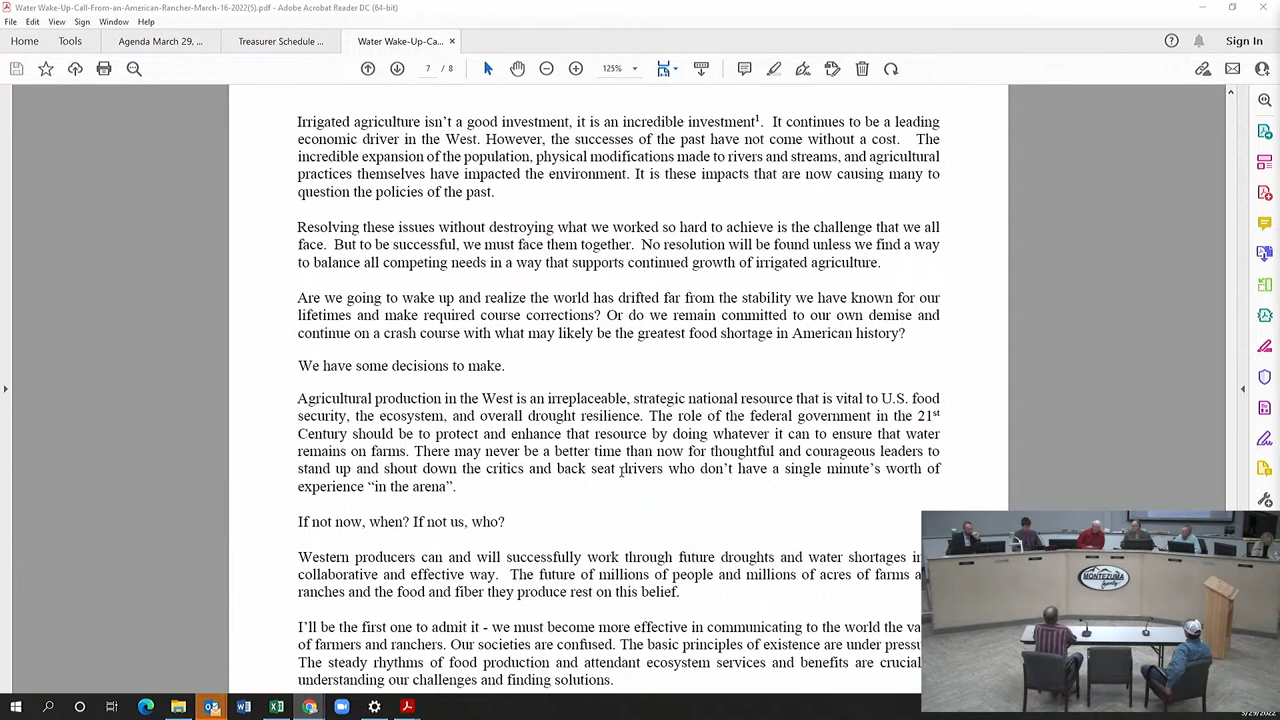 Water Wake-Up-Call-From-an-American-Rancher-March-16-2022(5).pdf - Adobe Acrobat Reader DC (64-bit)
File Edit View Sign Window Help
Home Tools Agenda March 29, ... Treasurer Schedule ... Water Wake-Up-Ca... × Sign In
7 / 8 125%
Irrigated agriculture isn't a good investment, it is an incredible investment¹. It continues to be a leading
economic driver in the West. However, the successes of the past have not come without a cost. The
incredible expansion of the population, physical modifications made to rivers and streams, and agricultural
practices themselves have impacted the environment. It is these impacts that are now causing many to
question the policies of the past.
Resolving these issues without destroying what we worked so hard to achieve is the challenge that we all
face. But to be successful, we must face them together. No resolution will be found unless we find a way
to balance all competing needs in a way that supports continued growth of irrigated agriculture.
Are we going to wake up and realize the world has drifted far from the stability we have known for our
lifetimes and make required course corrections? Or do we remain committed to our own demise and
continue on a crash course with what may likely be the greatest food shortage in American history?
We have some decisions to make.
Agricultural production in the West is an irreplaceable, strategic national resource that is vital to U.S. food
security, the ecosystem, and overall drought resilience. The role of the federal government in the 21st
Century should be to protect and enhance that resource by doing whatever it can to ensure that water
remains on farms. There may never be a better time than now for thoughtful and courageous leaders to
stand up and shout down the critics and back seat drivers who don't have a single minute's worth of
experience "in the arena".
If not now, when? If not us, who?
Western producers can and will successfully work through future droughts and water shortages in
collaborative and effective way. The future of millions of people and millions of acres of farms a
ranches and the food and fiber they produce rest on this belief.
I'll be the first one to admit it - we must become more effective in communicating to the world the va
of farmers and ranchers. Our societies are confused. The basic principles of existence are under pressu
The steady rhythms of food production and attendant ecosystem services and benefits are crucial
understanding our challenges and finding solutions.
MONTEZUMA
County
3/29/2022